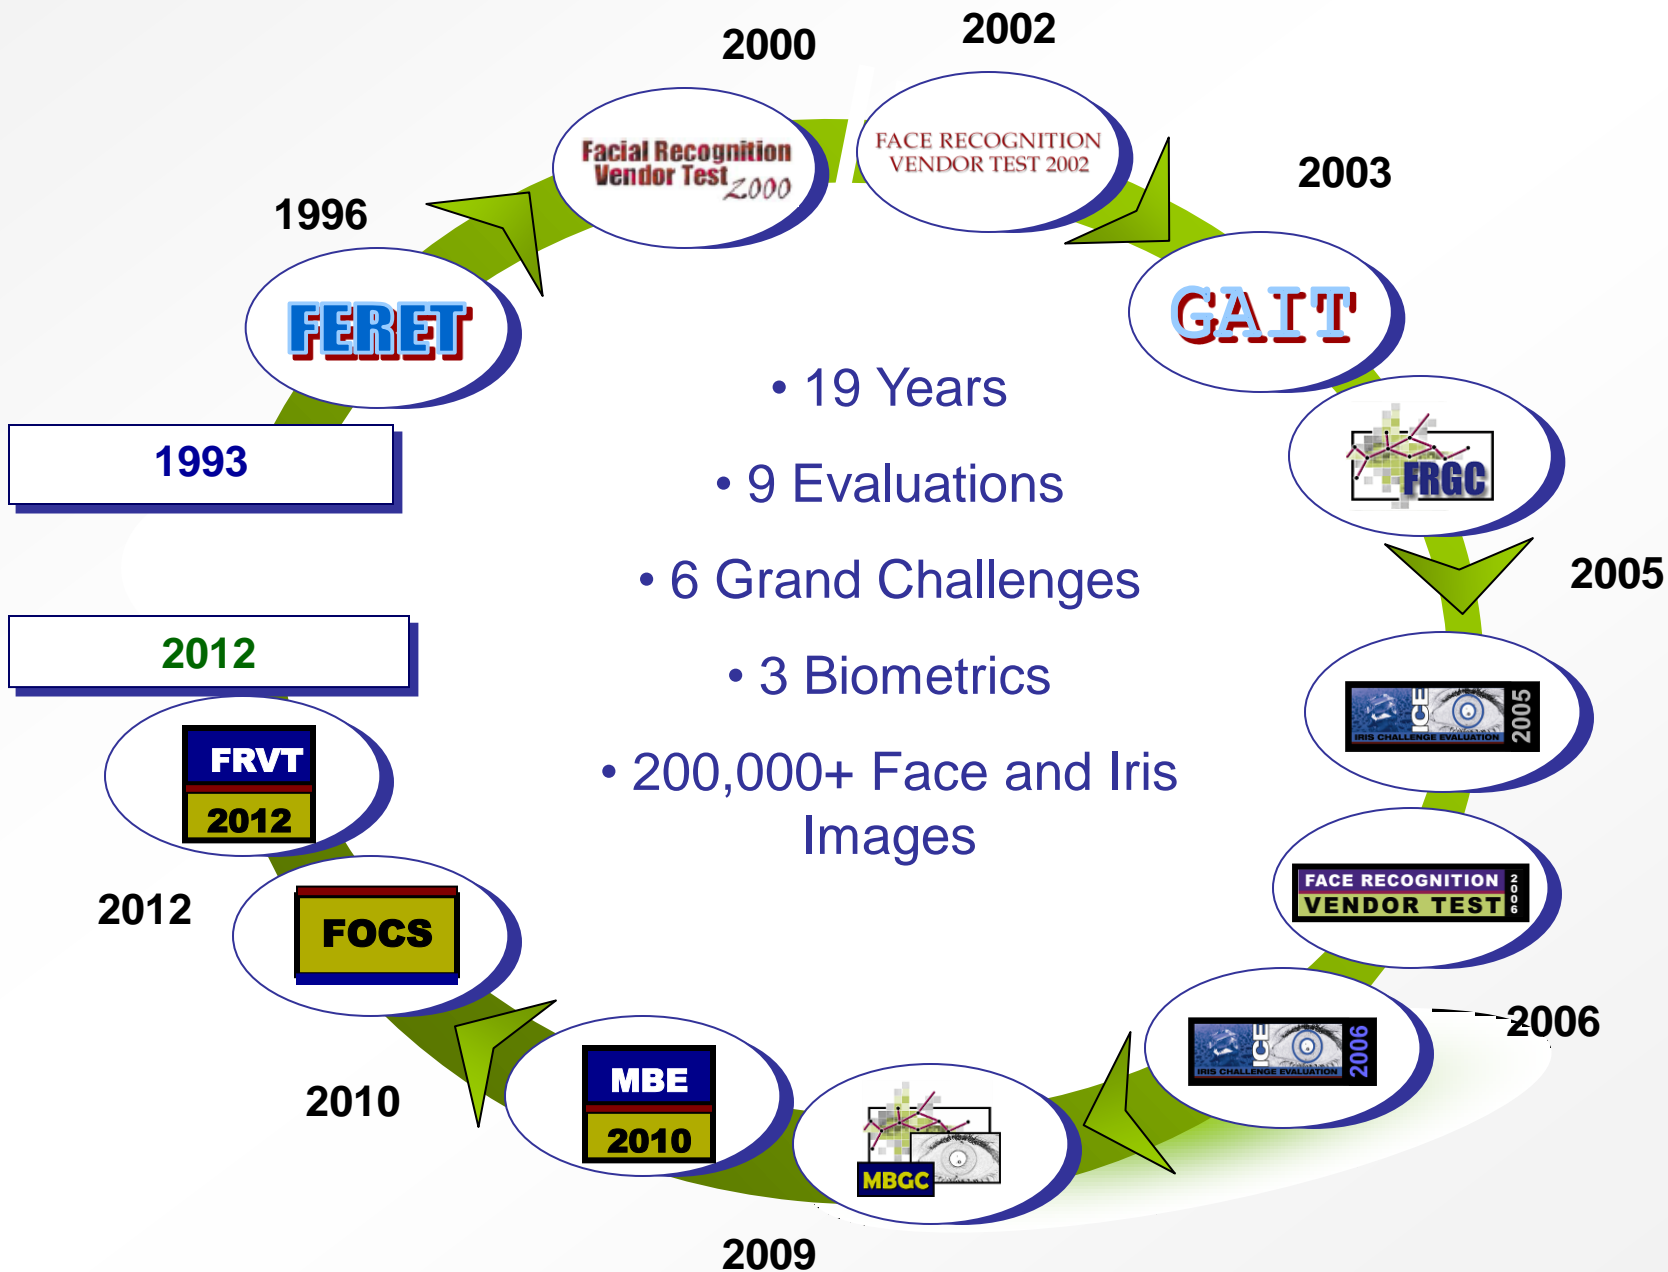 2000
2002
Facial Recognition
Vendor Test 2000
FACE RECOGNITION
VENDOR TEST 2002
2003
1996
FERET
GAIT
• 19 Years
1993
• 9 Evaluations
FRGC
• 6 Grand Challenges
2005
2012
• 3 Biometrics
ICE
2005
IRIS CHALLENGE EVALUATION
FRVT
2012
• 200,000+ Face and Iris
Images
FACE RECOGNITION
VENDOR TEST
2006
2012
FOCS
2006
ICE
2006
IRIS CHALLENGE EVALUATION
2010
MBE
2010
MBGC
2009